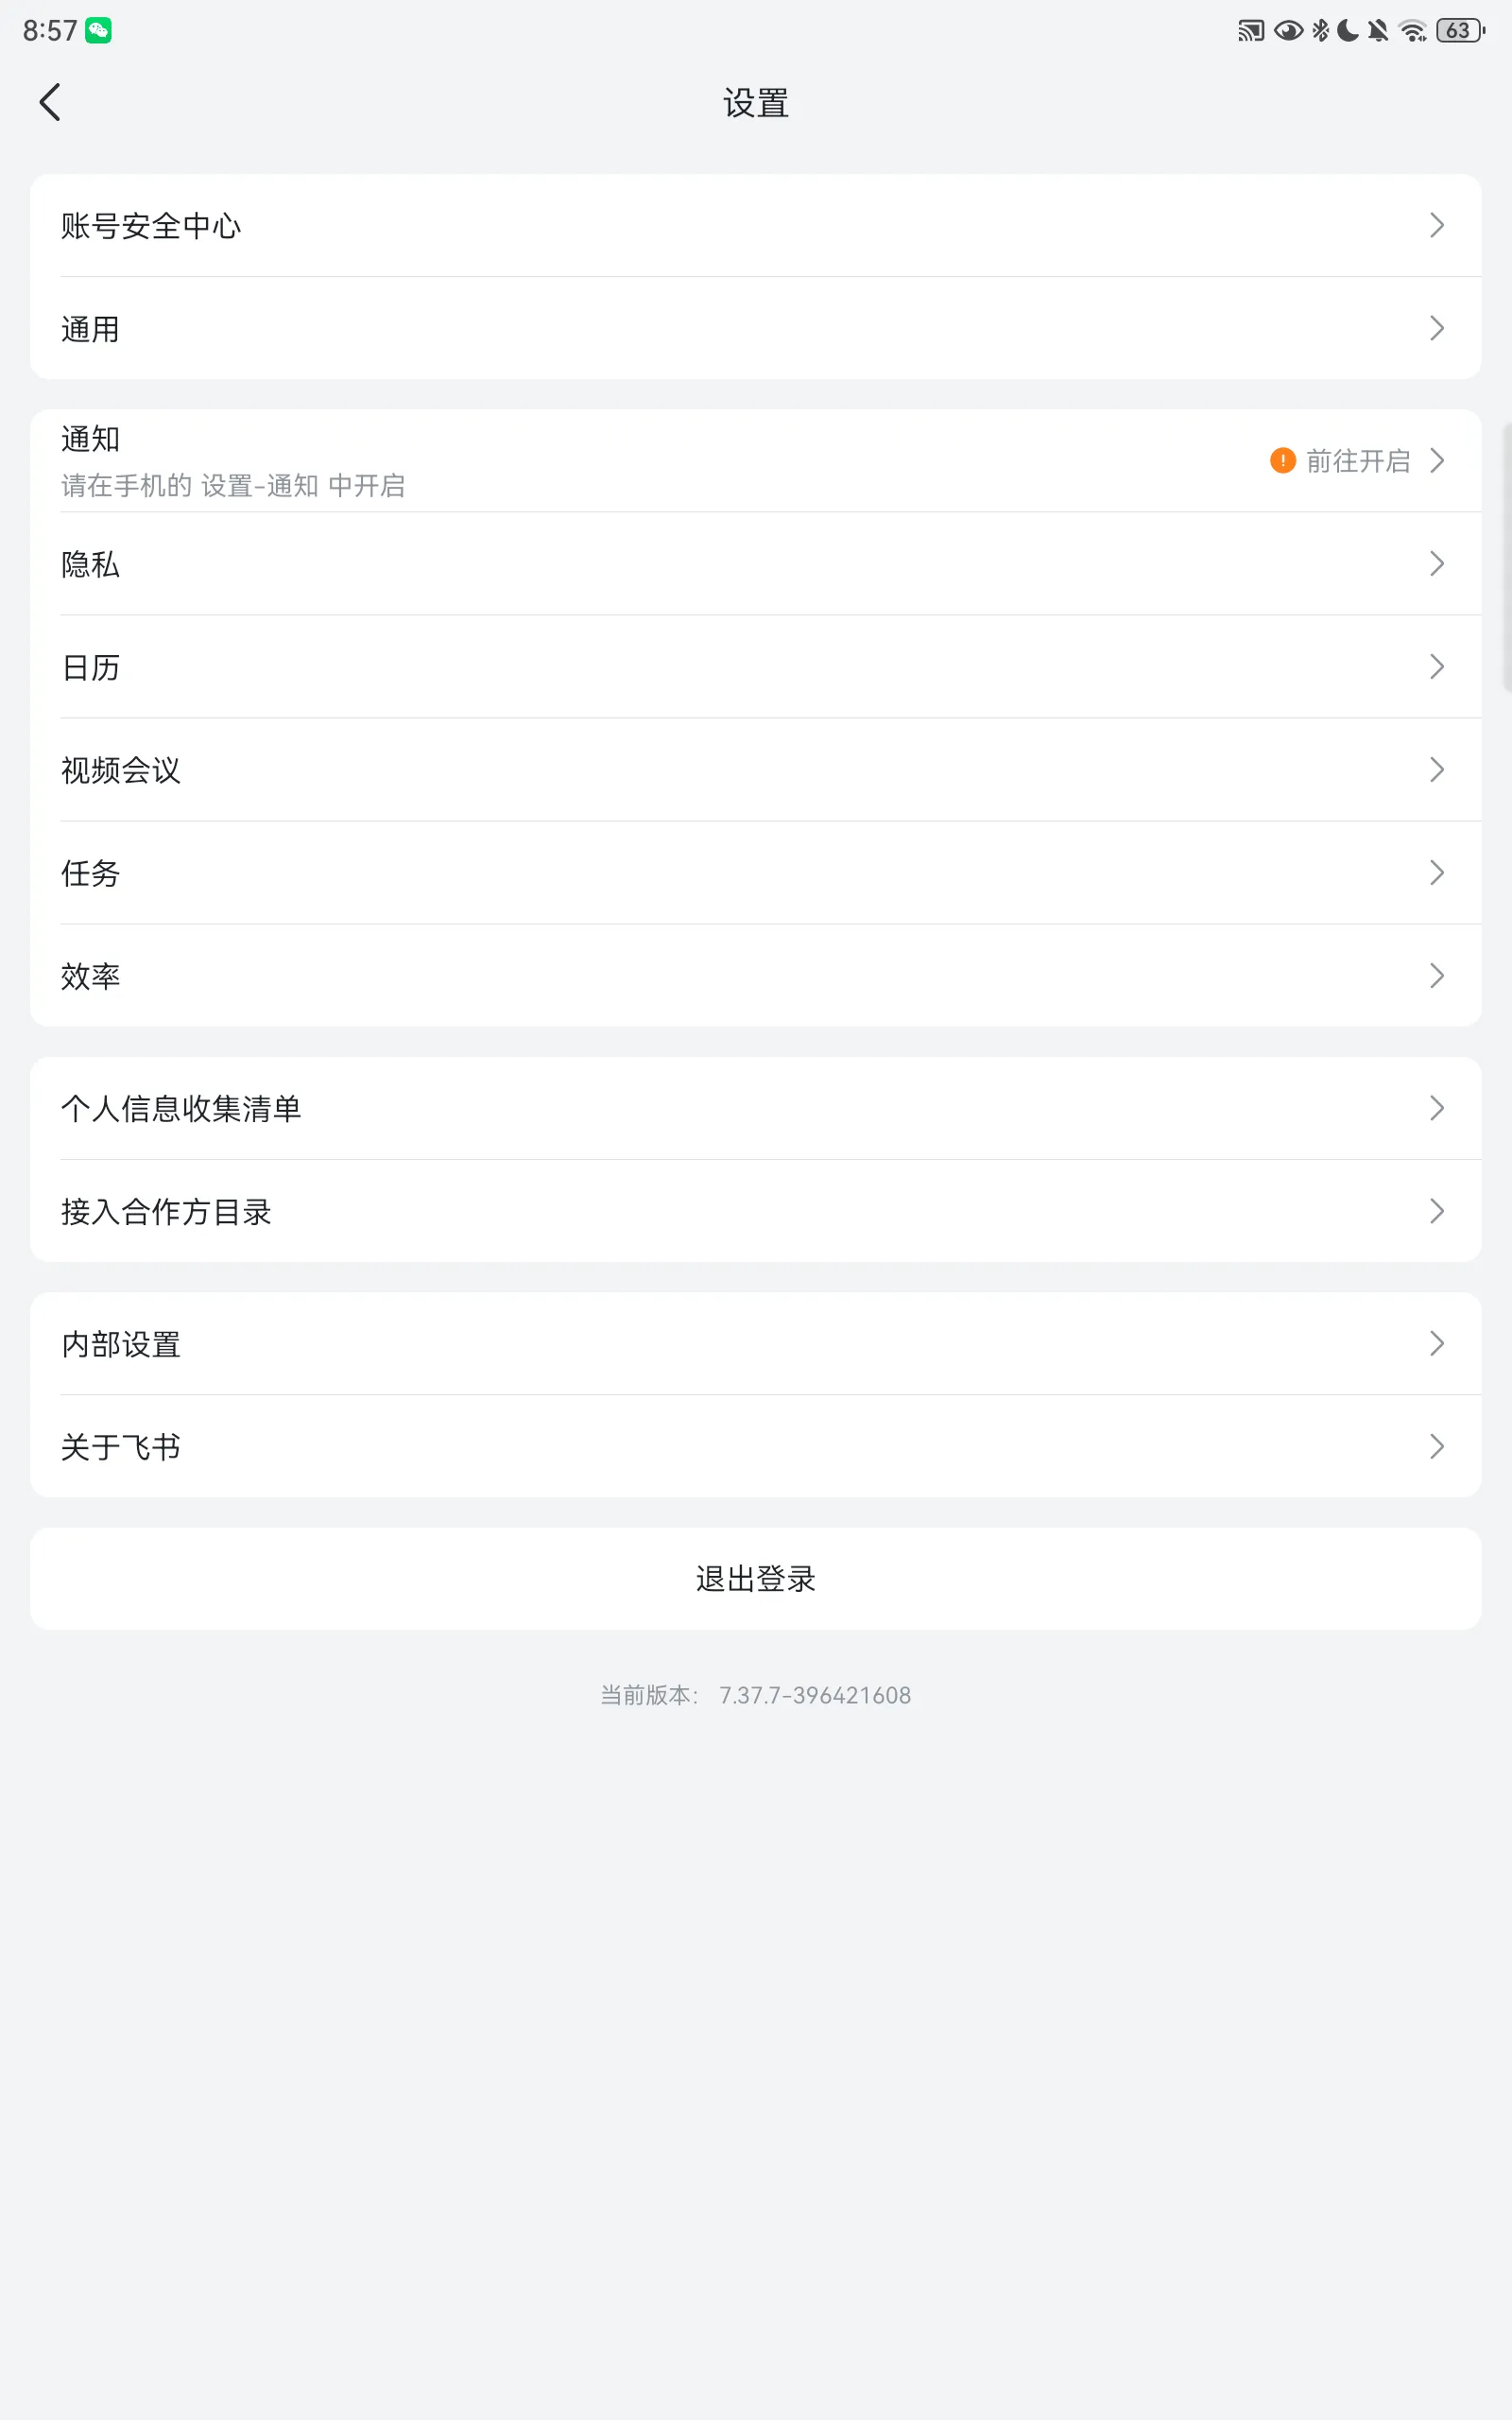 8:57
63
设置
账号安全中心
通用
通知
请在手机的 设置-通知 中开启
前往开启
隐私
日历
视频会议
任务
效率
个人信息收集清单
接入合作方目录
内部设置
关于飞书
退出登录
当前版本： 7.37.7-396421608